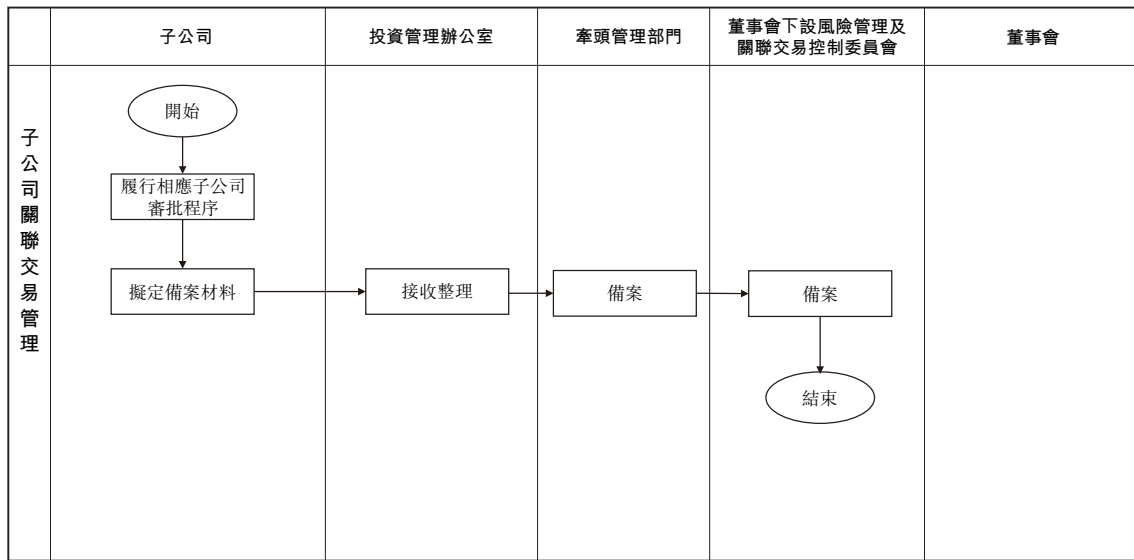 子公司
投資管理辦公室
牽頭管理部門
董事會下設風險管理及
關聯交易控制委員會
董事會
子公司關聯交易管理
開始
履行相應子公司
審批程序
擬定備案材料
接收整理
備案
備案
結束